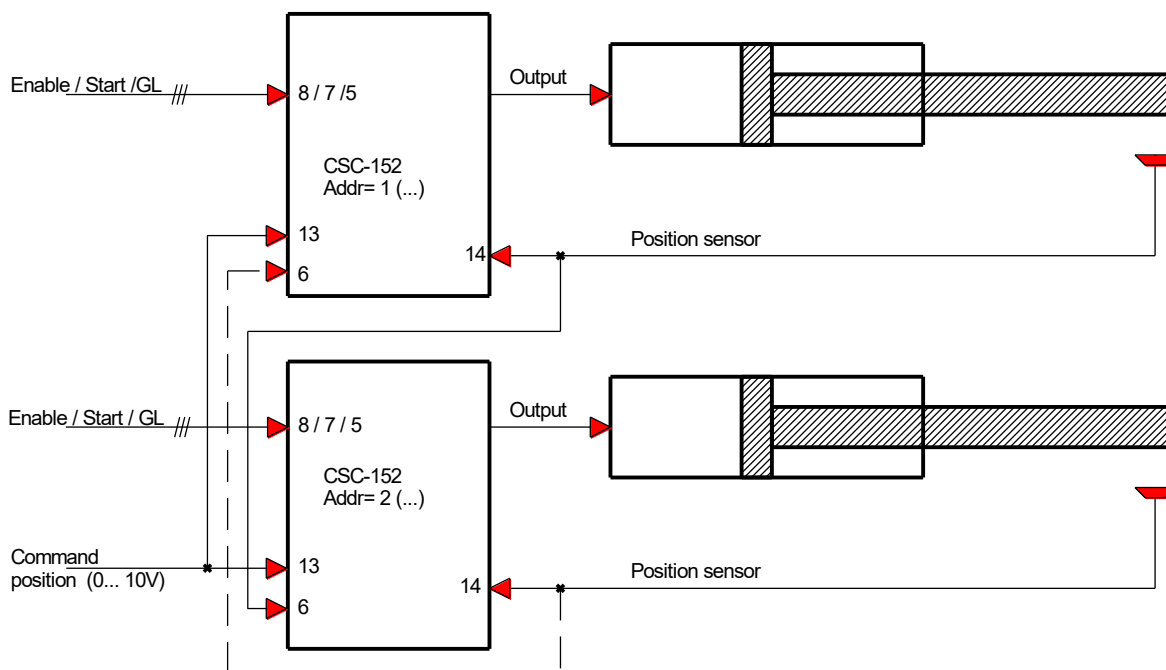 Enable / Start /GL
8 / 7 /5
Output
CSC-152
Addr= 1 (...)
13
6
14
Position sensor
Enable / Start / GL
8 / 7 / 5
Output
CSC-152
Addr= 2 (...)
Command
position (0... 10V)
13
6
14
Position sensor